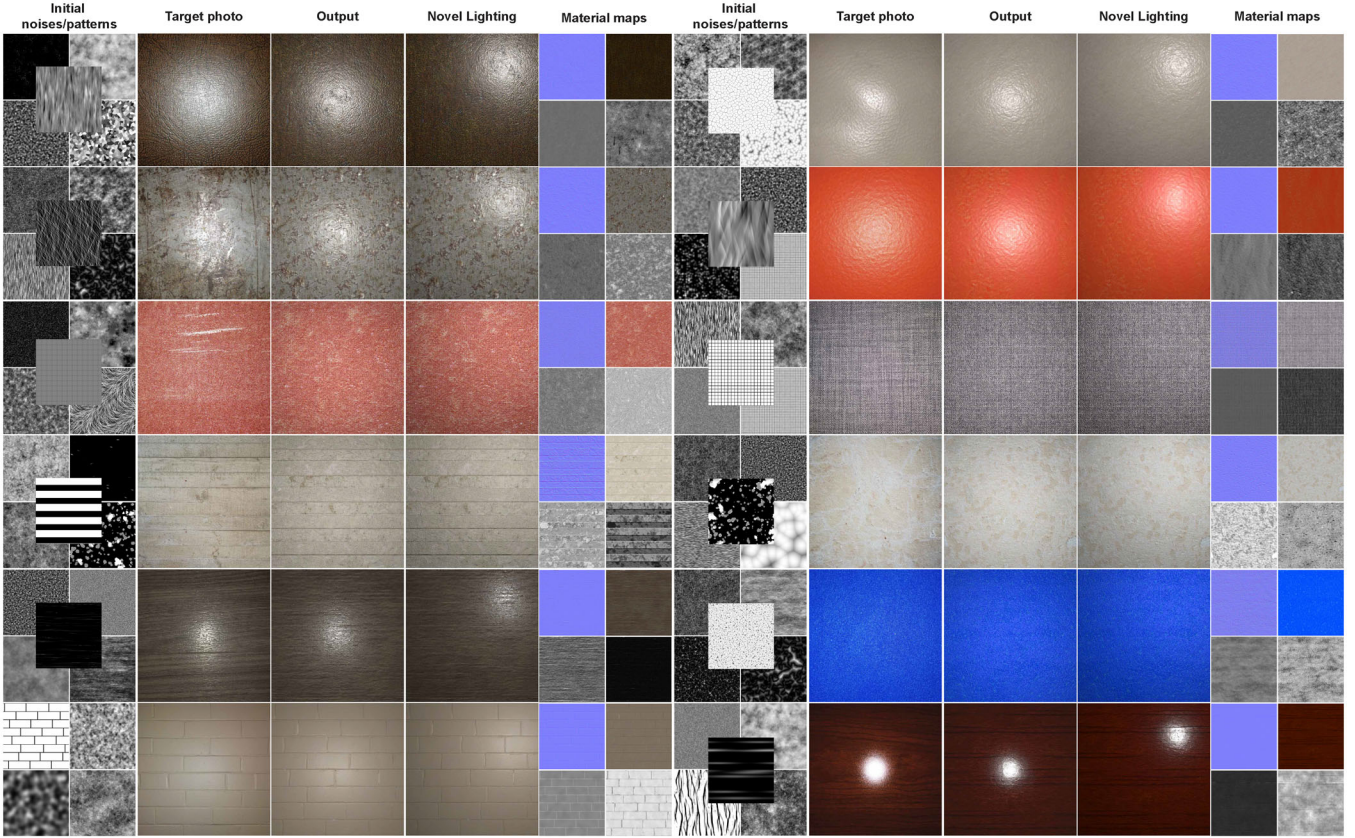 Initial
noises/patterns
Target photo
Output
Novel Lighting
Material maps
Initial
noises/patterns
Target photo
Output
Novel Lighting
Material maps